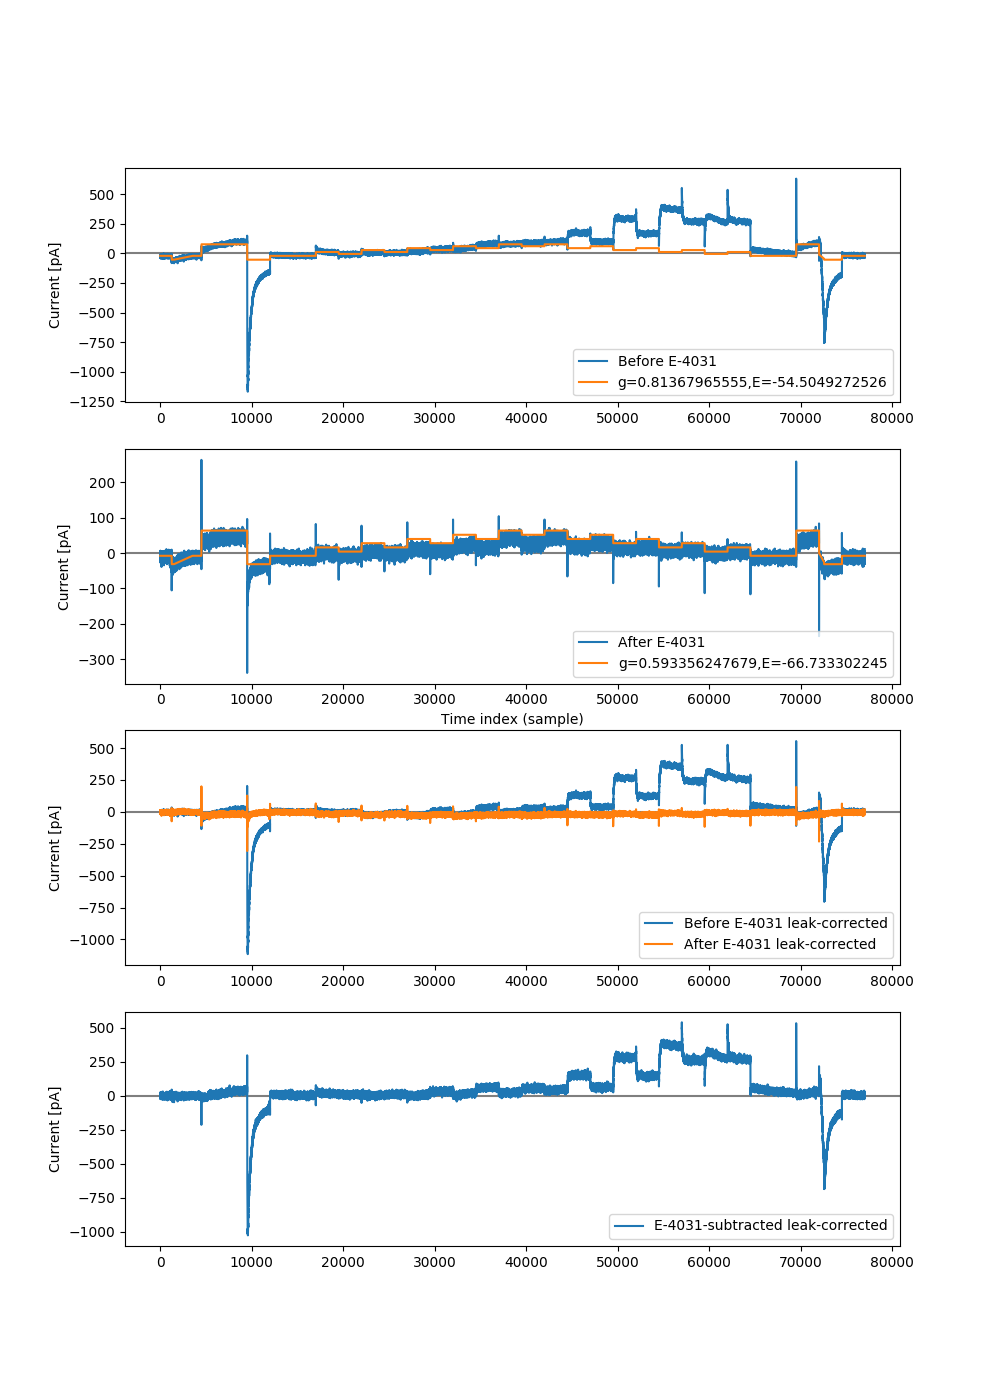 500
250
0
−250
−500
−750
−1000
−1250
Current [pA]
Before E-4031
g=0.81367965555,E=-54.5049272526
0 10000 20000 30000 40000 50000 60000 70000 80000
200
100
0
−100
−200
−300
Current [pA]
After E-4031
g=0.593356247679,E=-66.733302245
0 10000 20000 30000 40000 50000 60000 70000 80000
Time index (sample)
500
250
0
−250
−500
−750
−1000
Current [pA]
Before E-4031 leak-corrected
After E-4031 leak-corrected
0 10000 20000 30000 40000 50000 60000 70000 80000
500
250
0
−250
−500
−750
−1000
Current [pA]
E-4031-subtracted leak-corrected
0 10000 20000 30000 40000 50000 60000 70000 80000